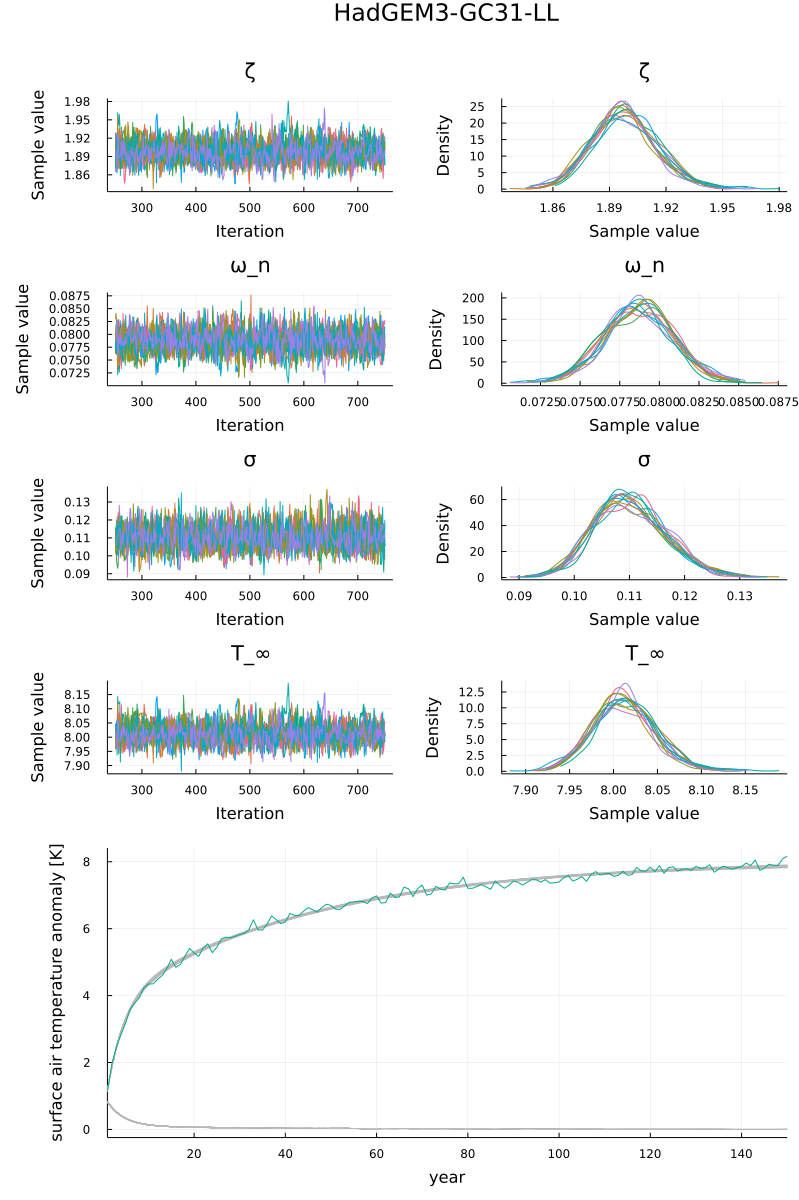 HadGEM3-GC31-LL
ζ
ζ
Sample value
1.98
1.95
1.92
1.89
1.86
300 400 500 600 700
Iteration
Density
25
20
15
10
5
0
1.86 1.89 1.92 1.95 1.98
Sample value
ω_n
ω_n
Sample value
0.0875
0.0850
0.0825
0.0800
0.0775
0.0750
0.0725
300 400 500 600 700
Iteration
Density
200
150
100
50
0
0.0725 0.0750 0.0775 0.0800 0.0825 0.0850 0.0875
Sample value
σ
σ
Sample value
0.13
0.12
0.11
0.10
0.09
300 400 500 600 700
Iteration
Density
60
40
20
0
0.09 0.10 0.11 0.12 0.13
Sample value
T_∞
T_∞
Sample value
8.15
8.10
8.05
8.00
7.95
7.90
300 400 500 600 700
Iteration
Density
12.5
10.0
7.5
5.0
2.5
0.0
7.90 7.95 8.00 8.05 8.10 8.15
Sample value
surface air temperature anomaly [K]
8
6
4
2
0
20 40 60 80 100 120 140
year